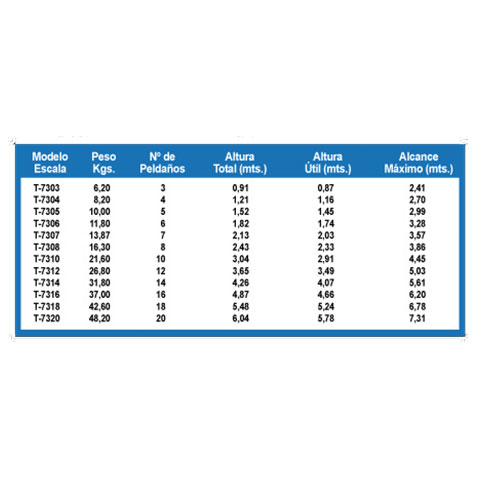 Modelo Escala Peso Kgs. Nº de Peldaños Altura Total (mts.) Altura Útil (mts.) Alcance Máximo (mts.)
T-7303 6,20 3 0,91 0,87 2,41
T-7304 8,20 4 1,21 1,16 2,70
T-7305 10,00 5 1,52 1,45 2,99
T-7306 11,80 6 1,82 1,74 3,28
T-7307 13,87 7 2,13 2,03 3,57
T-7308 16,30 8 2,43 2,33 3,86
T-7310 21,60 10 3,04 2,91 4,45
T-7312 26,80 12 3,65 3,49 5,03
T-7314 31,80 14 4,26 4,07 5,61
T-7316 37,00 16 4,87 4,66 6,20
T-7318 42,60 18 5,48 5,24 6,78
T-7320 48,20 20 6,04 5,78 7,31